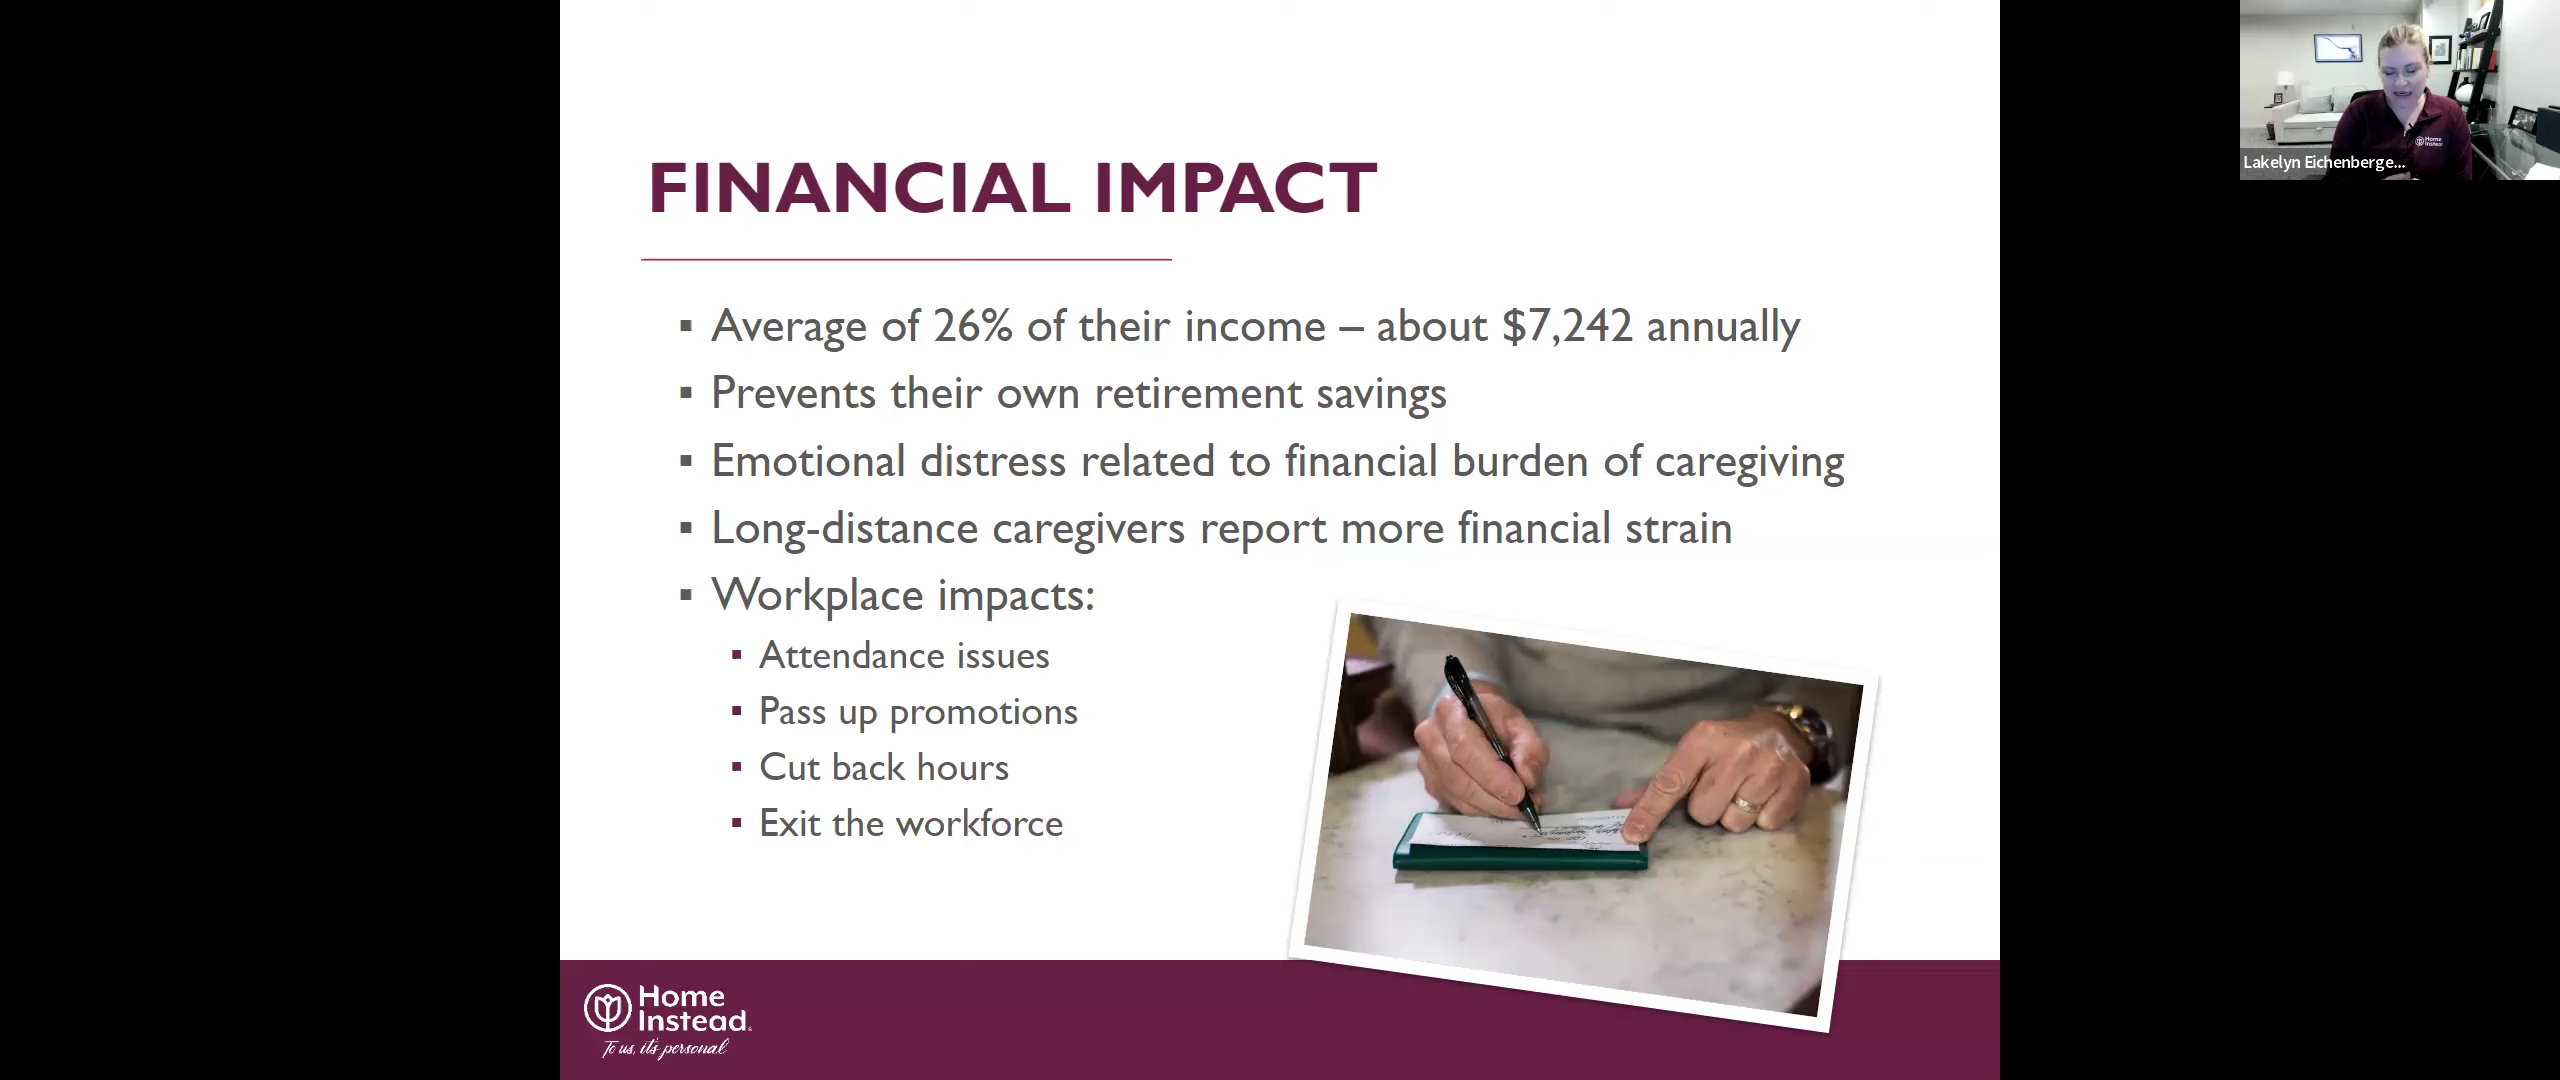 FINANCIAL IMPACT
▪ Average of 26% of their income – about $7,242 annually
▪ Prevents their own retirement savings
▪ Emotional distress related to financial burden of caregiving
▪ Long-distance caregivers report more financial strain
▪ Workplace impacts:
▪ Attendance issues
▪ Pass up promotions
▪ Cut back hours
▪ Exit the workforce
Home
Instead
To us, it's personal
Lakelyn Eichenberge...
Home
Instead